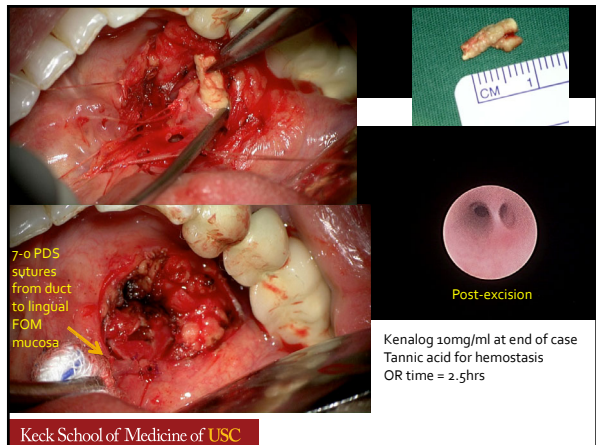 CM
1
7-0 PDS
sutures
from duct
to lingual
FOM
mucosa
Post-excision
Kenalog 10mg/ml at end of case
Tannic acid for hemostasis
OR time = 2.5hrs
Keck School of Medicine of USC